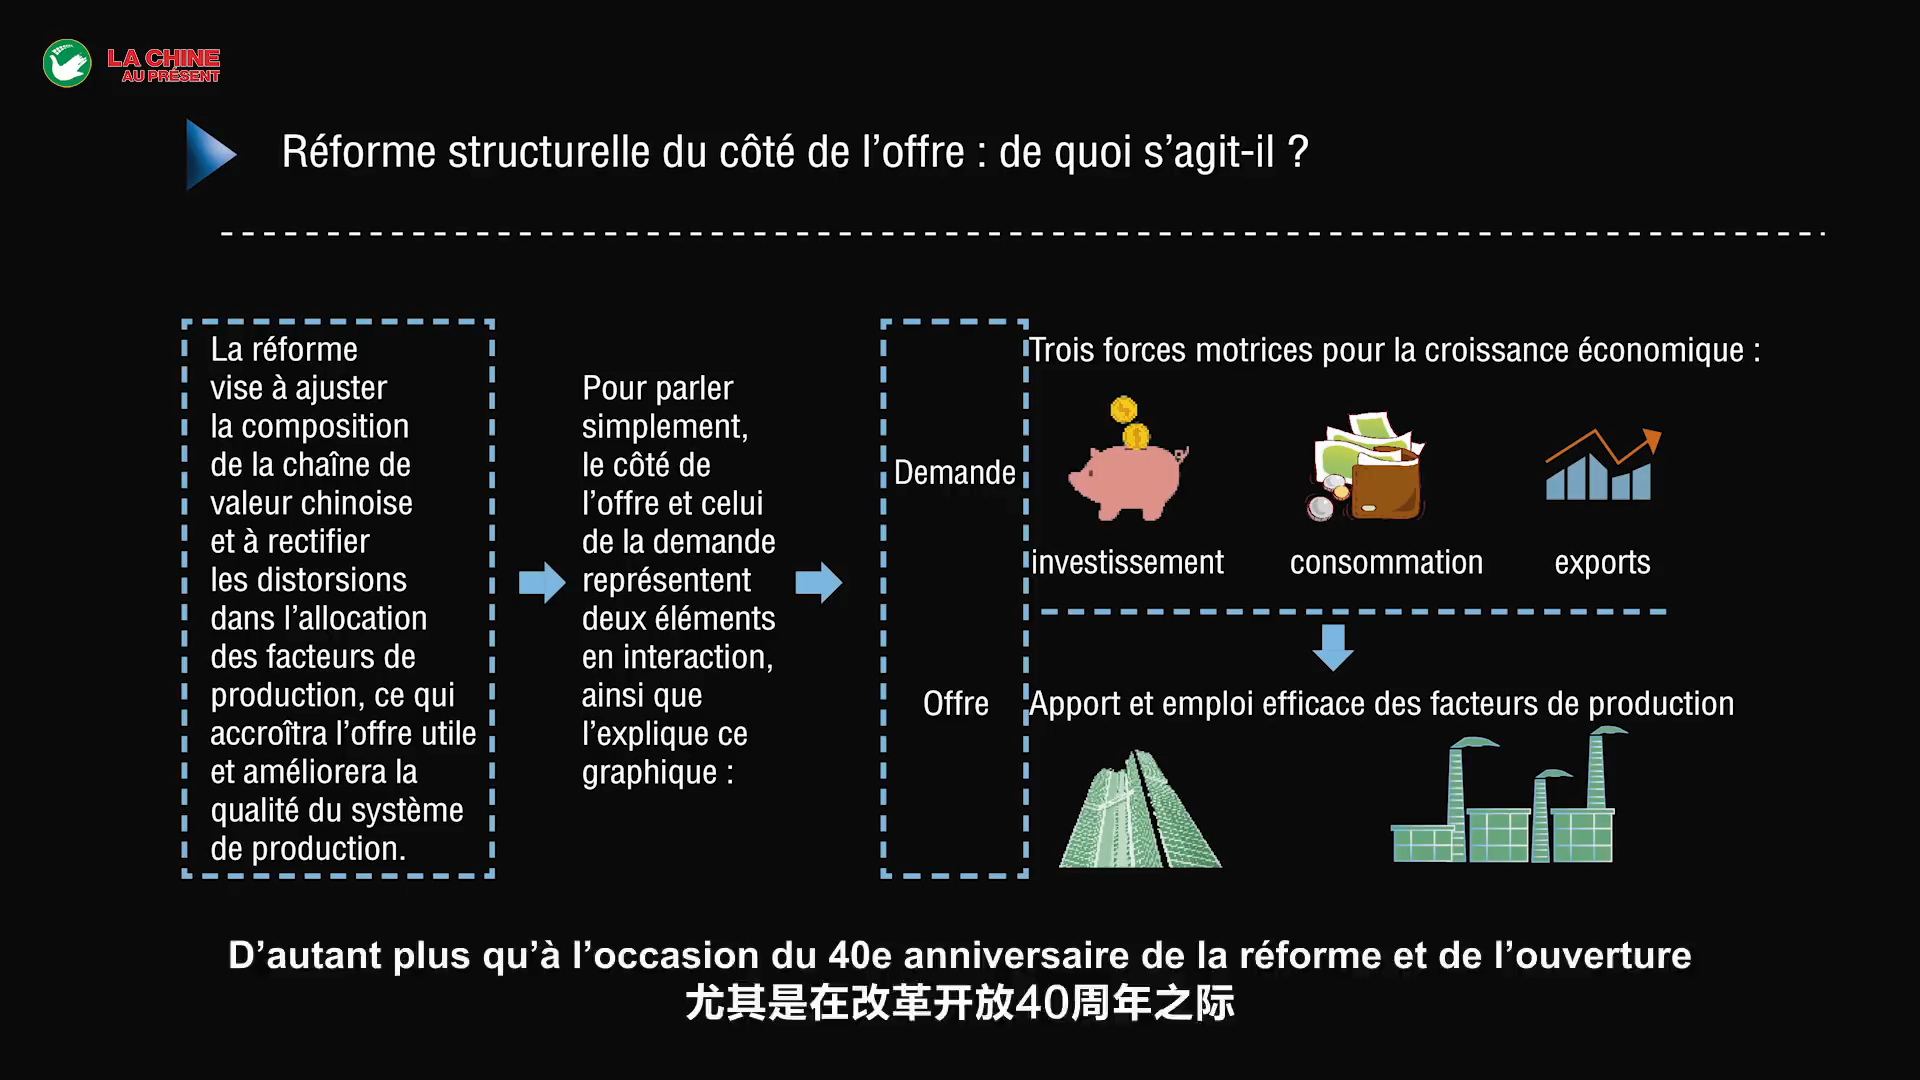 LA CHINE
AU PRÉSENT
Réforme structurelle du côté de l’offre : de quoi s’agit-il ?
La réforme
vise à ajuster
la composition
de la chaîne de
valeur chinoise
et à rectifier
les distorsions
dans l’allocation
des facteurs de
production, ce qui
accroîtra l’offre utile
et améliorera la
qualité du système
de production.
Pour parler
simplement,
le côté de
l’offre et celui
de la demande
représentent
deux éléments
en interaction,
ainsi que
l’explique ce
graphique :
Demande
Trois forces motrices pour la croissance économique :
investissement
consommation
exports
Offre
Apport et emploi efficace des facteurs de production
D’autant plus qu’à l’occasion du 40e anniversaire de la réforme et de l’ouverture
尤其是在改革开放40周年之际